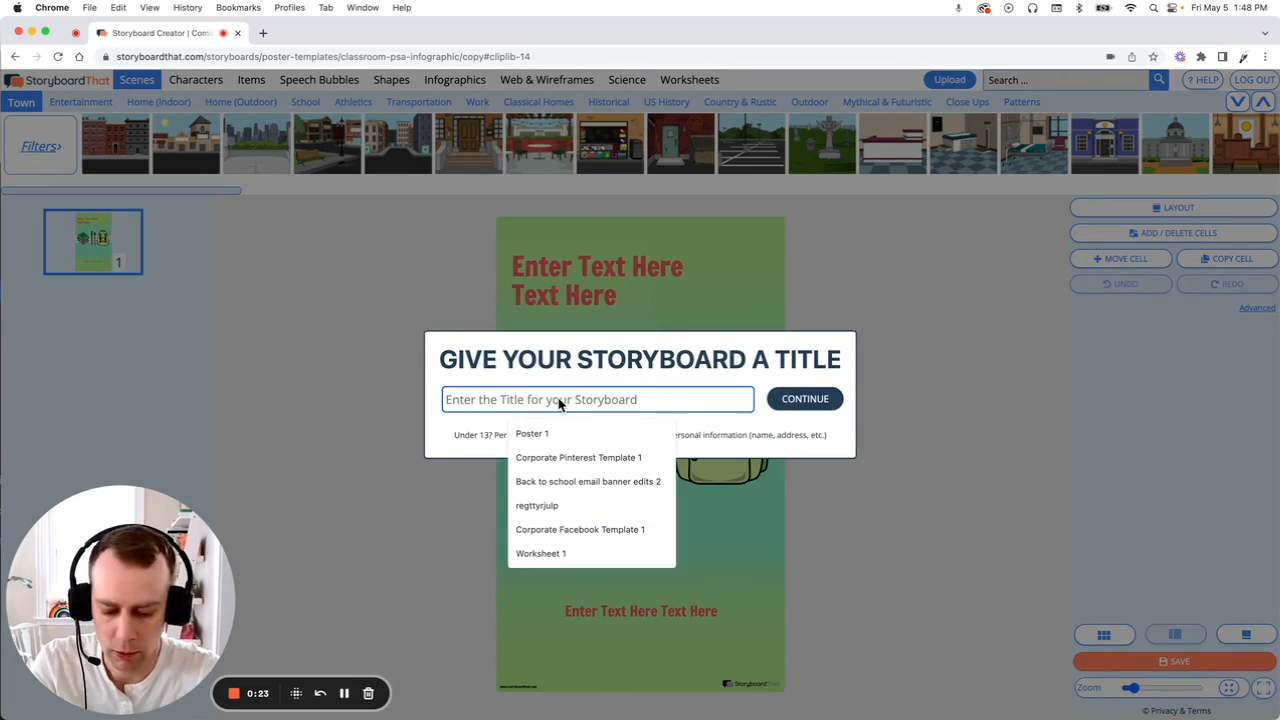 Chrome File Edit View History Bookmarks Profiles Tab Window Help Fri May 5 1:48 PM
Storyboard Creator | Comi
storyboardthat.com/storyboards/poster-templates/classroom-psa-infographic/copy#cliplib-14
StoryboardThat Scenes Characters Items Speech Bubbles Shapes Infographics Web & Wireframes Science Worksheets Upload Search ... ? HELP LOG OUT
Town Entertainment Home (Indoor) Home (Outdoor) School Athletics Transportation Work Classical Homes Historical US History Country & Rustic Outdoor Mythical & Futuristic Close Ups Patterns
Filters›
1
LAYOUT
ADD / DELETE CELLS
MOVE CELL COPY CELL
UNDO REDO
Advanced
Enter Text Here
Text Here
GIVE YOUR STORYBOARD A TITLE
Enter the Title for your Storyboard CONTINUE
Under 13? Per ersonal information (name, address, etc.)
Poster 1
Corporate Pinterest Template 1
Back to school email banner edits 2
regttyrjulp
Corporate Facebook Template 1
Worksheet 1
Enter Text Here Text Here
www.storyboardthat.com StoryboardThat
SAVE
Zoom
© Privacy & Terms
0:23